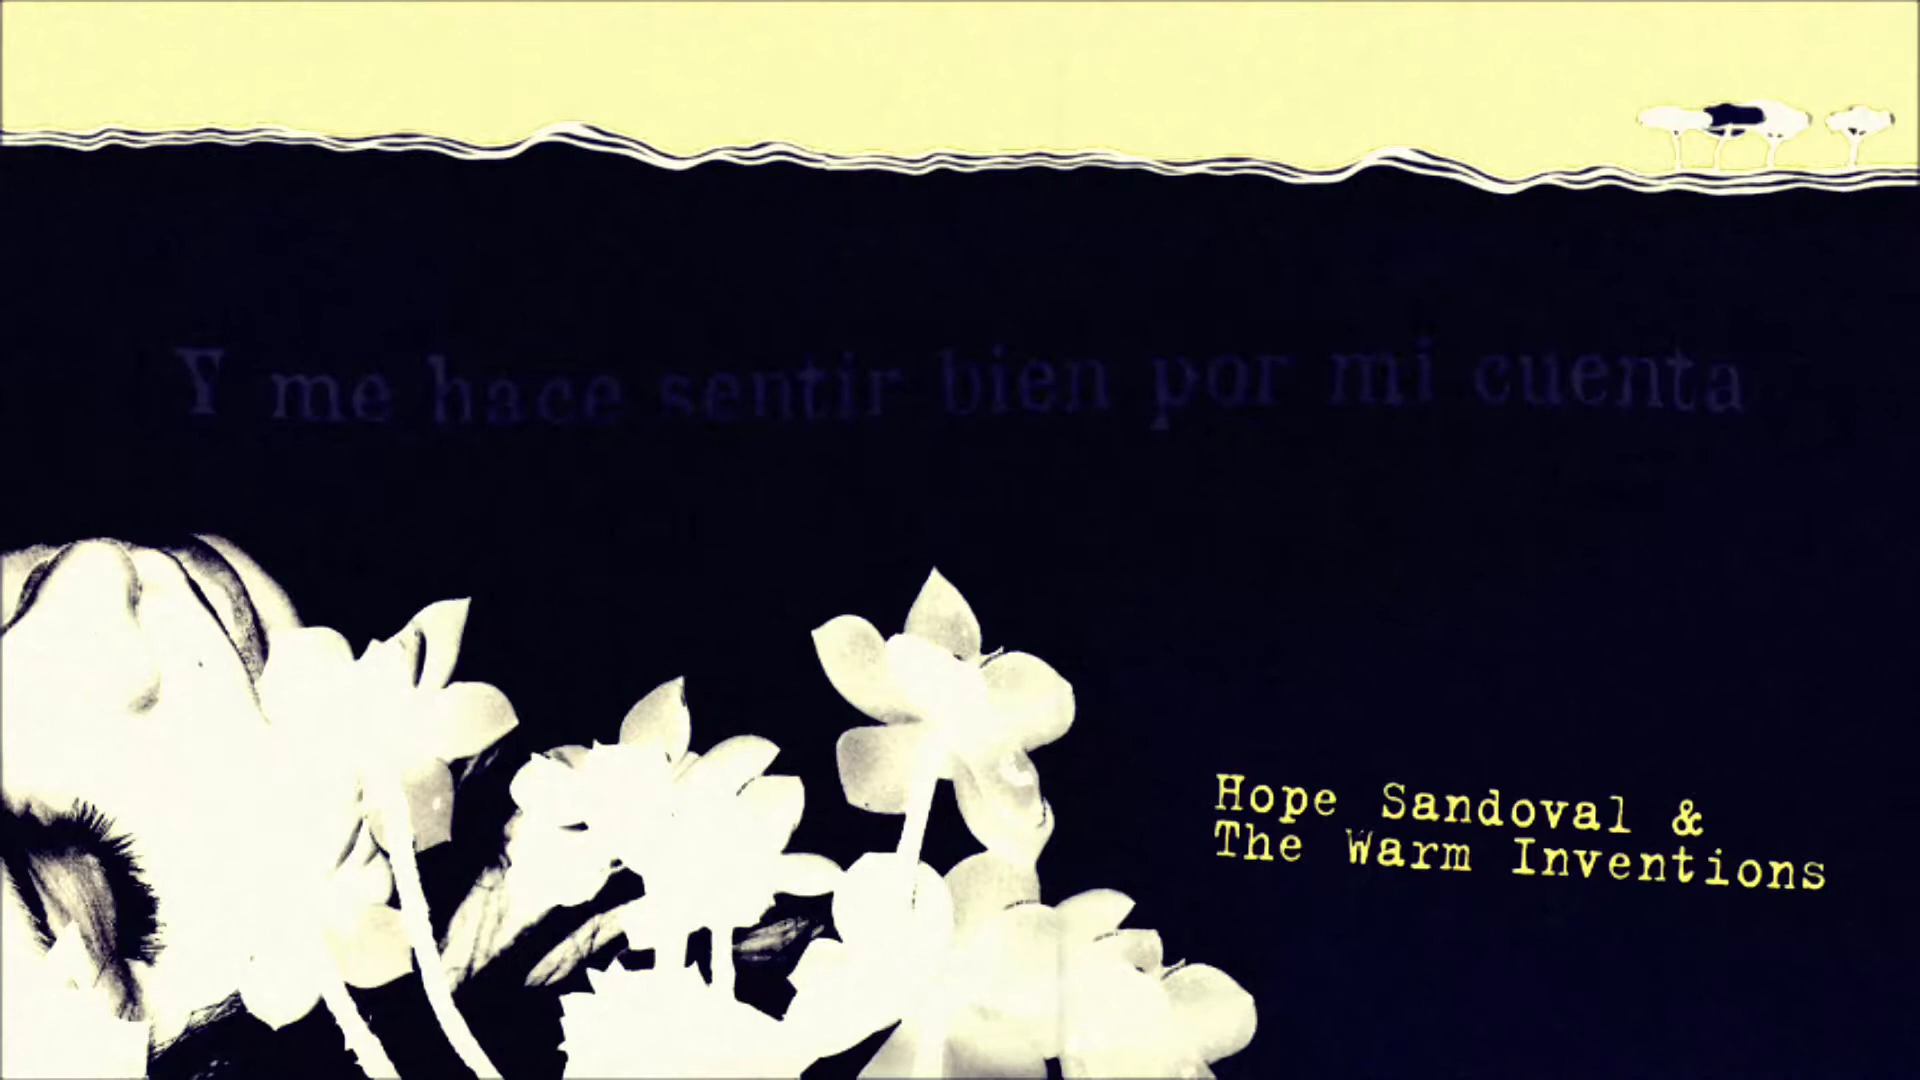 Y me hace sentir bien por mi cuenta
Hope Sandoval &
The Warm Inventions